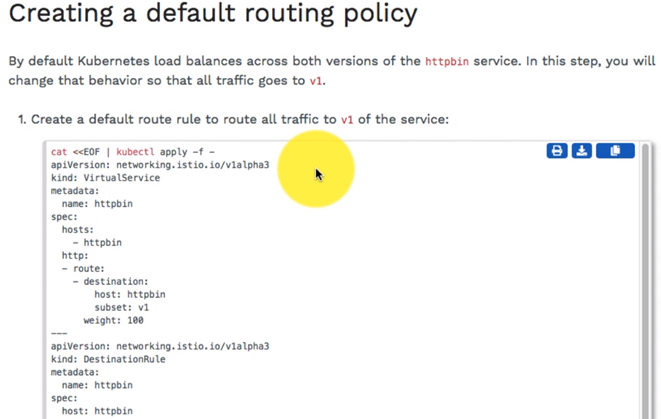 Creating a default routing policy
By default Kubernetes load balances across both versions of the httpbin service. In this step, you will
change that behavior so that all traffic goes to v1.
1. Create a default route rule to route all traffic to v1 of the service:
cat <<EOF | kubectl apply -f -
apiVersion: networking.istio.io/v1alpha3
kind: VirtualService
metadata:
  name: httpbin
spec:
  hosts:
    - httpbin
  http:
  - route:
    - destination:
        host: httpbin
        subset: v1
      weight: 100
---
apiVersion: networking.istio.io/v1alpha3
kind: DestinationRule
metadata:
  name: httpbin
spec:
  host: httpbin